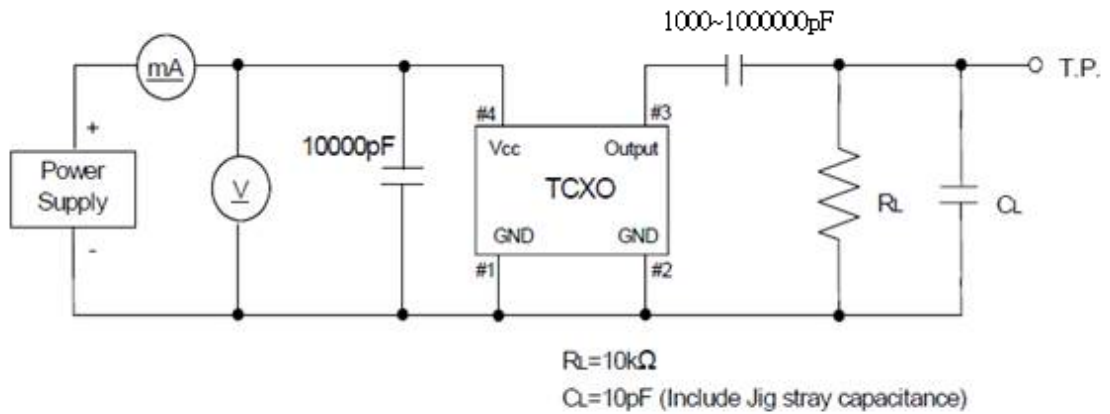 1000~1000000pF
mA
T.P.
#4
#3
+
10000pF
Vcc
Output
Power
Supply
V
TCXO
RL
CL
GND
GND
-
#1
#2
RL=10kΩ
CL=10pF (Include Jig stray capacitance)